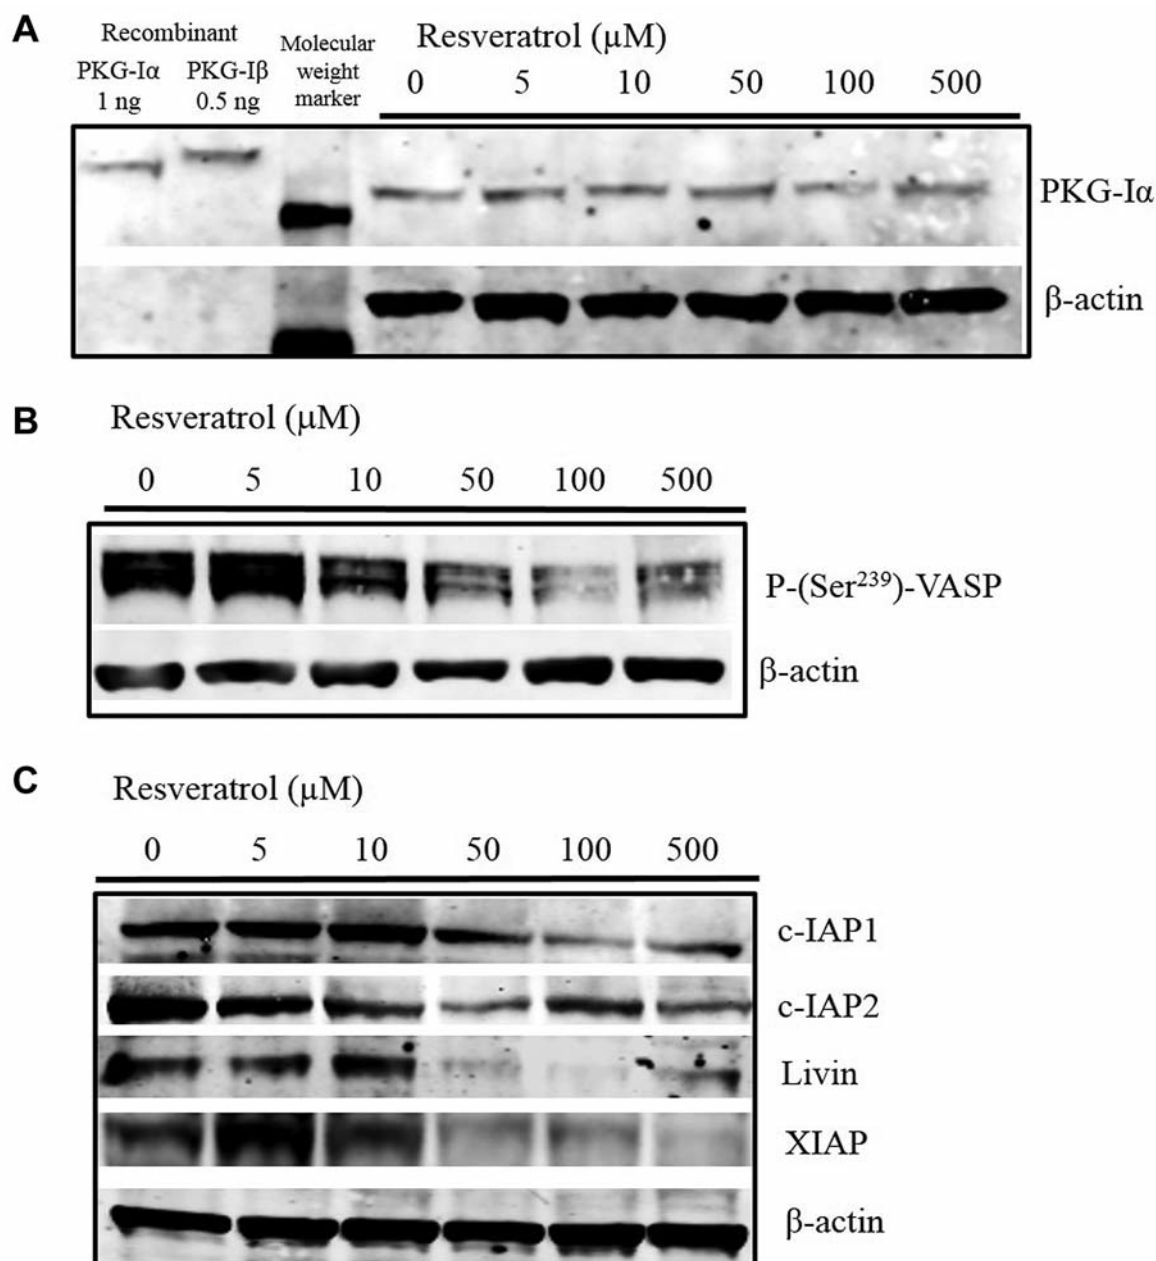 A
Recombinant
PKG-Iα
1 ng
PKG-Iβ
0.5 ng
Molecular
weight
marker
Resveratrol (μM)
0 5 10 50 100 500
PKG-Iα
β-actin
B
Resveratrol (μM)
0 5 10 50 100 500
P-(Ser²³⁹)-VASP
β-actin
C
Resveratrol (μM)
0 5 10 50 100 500
c-IAP1
c-IAP2
Livin
XIAP
β-actin